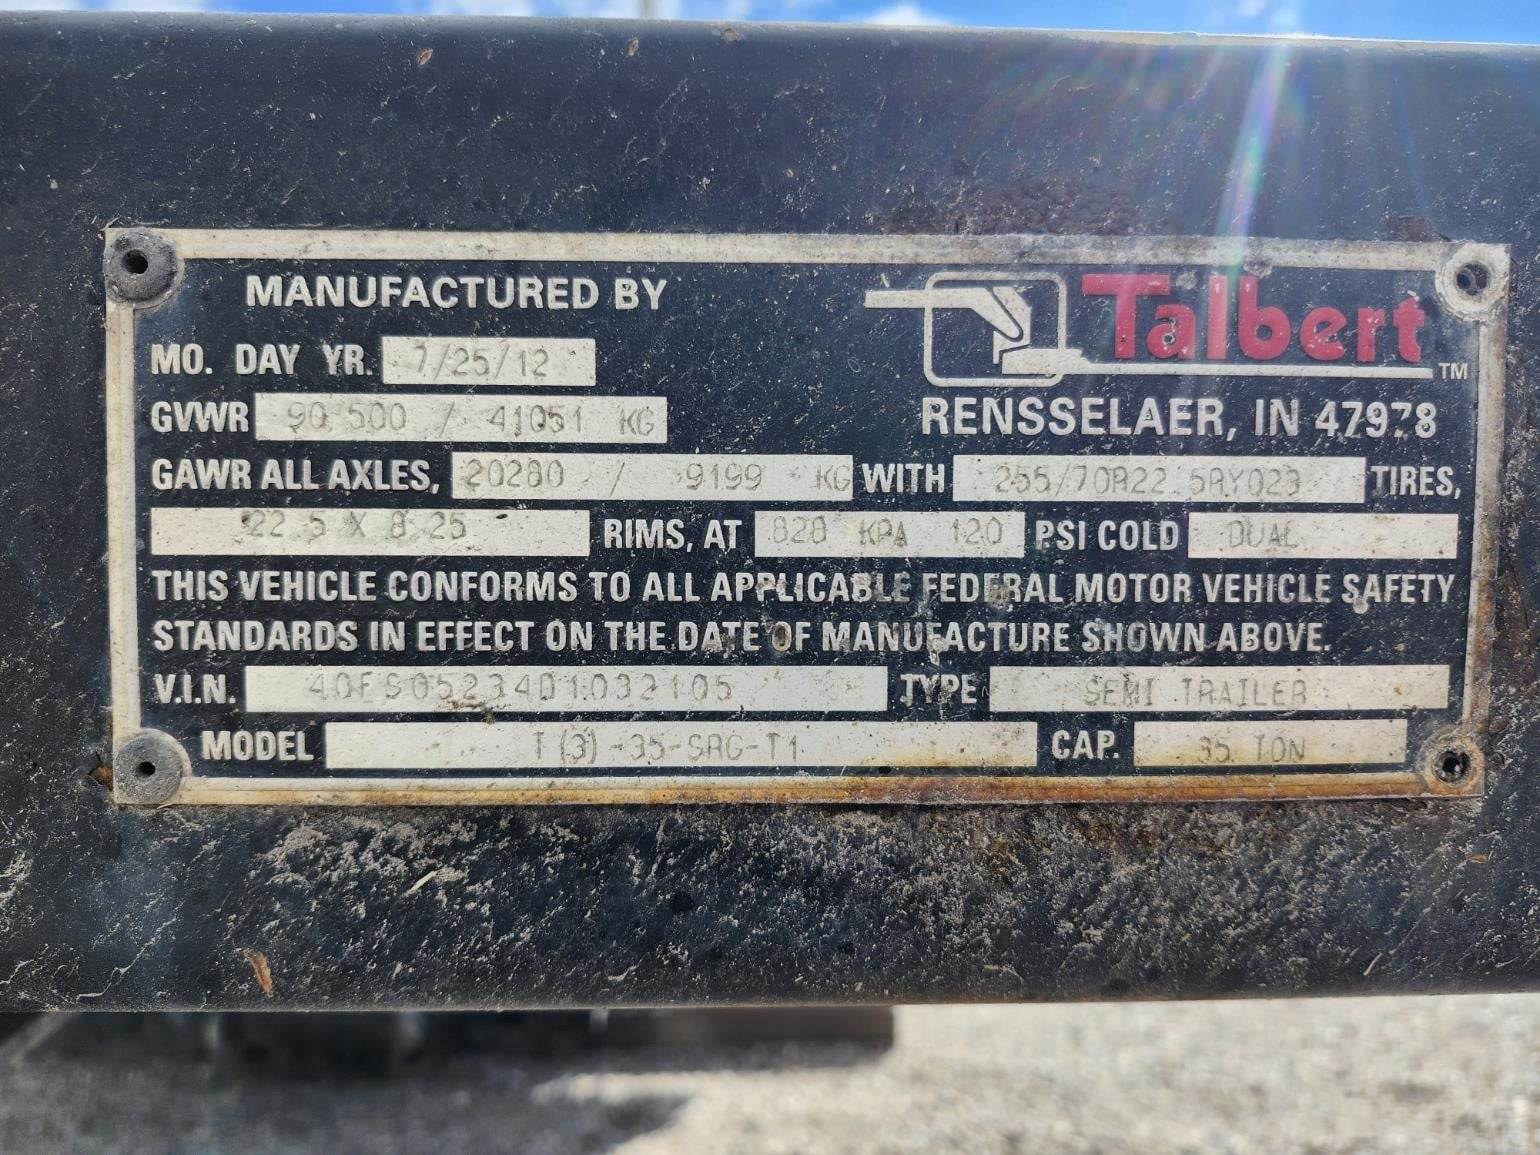 MANUFACTURED BY Talbert TM
MO. DAY YR. 7/25/12
GVWR 90 500 / 41051 KG RENSSELAER, IN 47978
GAWR ALL AXLES, 20280 / 9199 KG WITH 255/70R22 5RY023 TIRES,
22 5 X 8 25 RIMS, AT 828 KPA 120 PSI COLD DUAL
THIS VEHICLE CONFORMS TO ALL APPLICABLE FEDERAL MOTOR VEHICLE SAFETY
STANDARDS IN EFFECT ON THE DATE OF MANUFACTURE SHOWN ABOVE.
V.I.N. 40FS05234D1032105 TYPE SEMI TRAILER
MODEL T(3)-35-SRG-T1 CAP. 35 TON